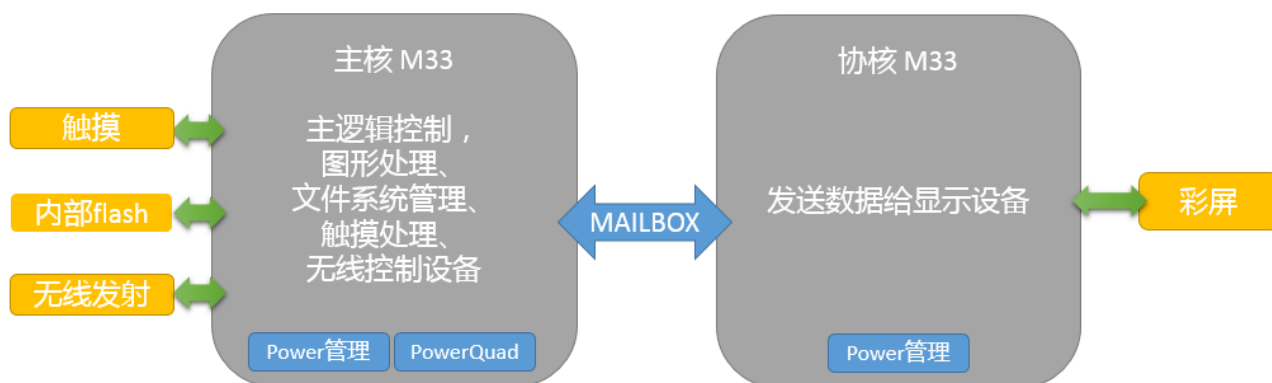 主核 M33
协核 M33
触摸
内部flash
无线发射
主逻辑控制，
图形处理、
文件系统管理、
触摸处理、
无线控制设备
MAILBOX
发送数据给显示设备
彩屏
Power管理
PowerQuad
Power管理